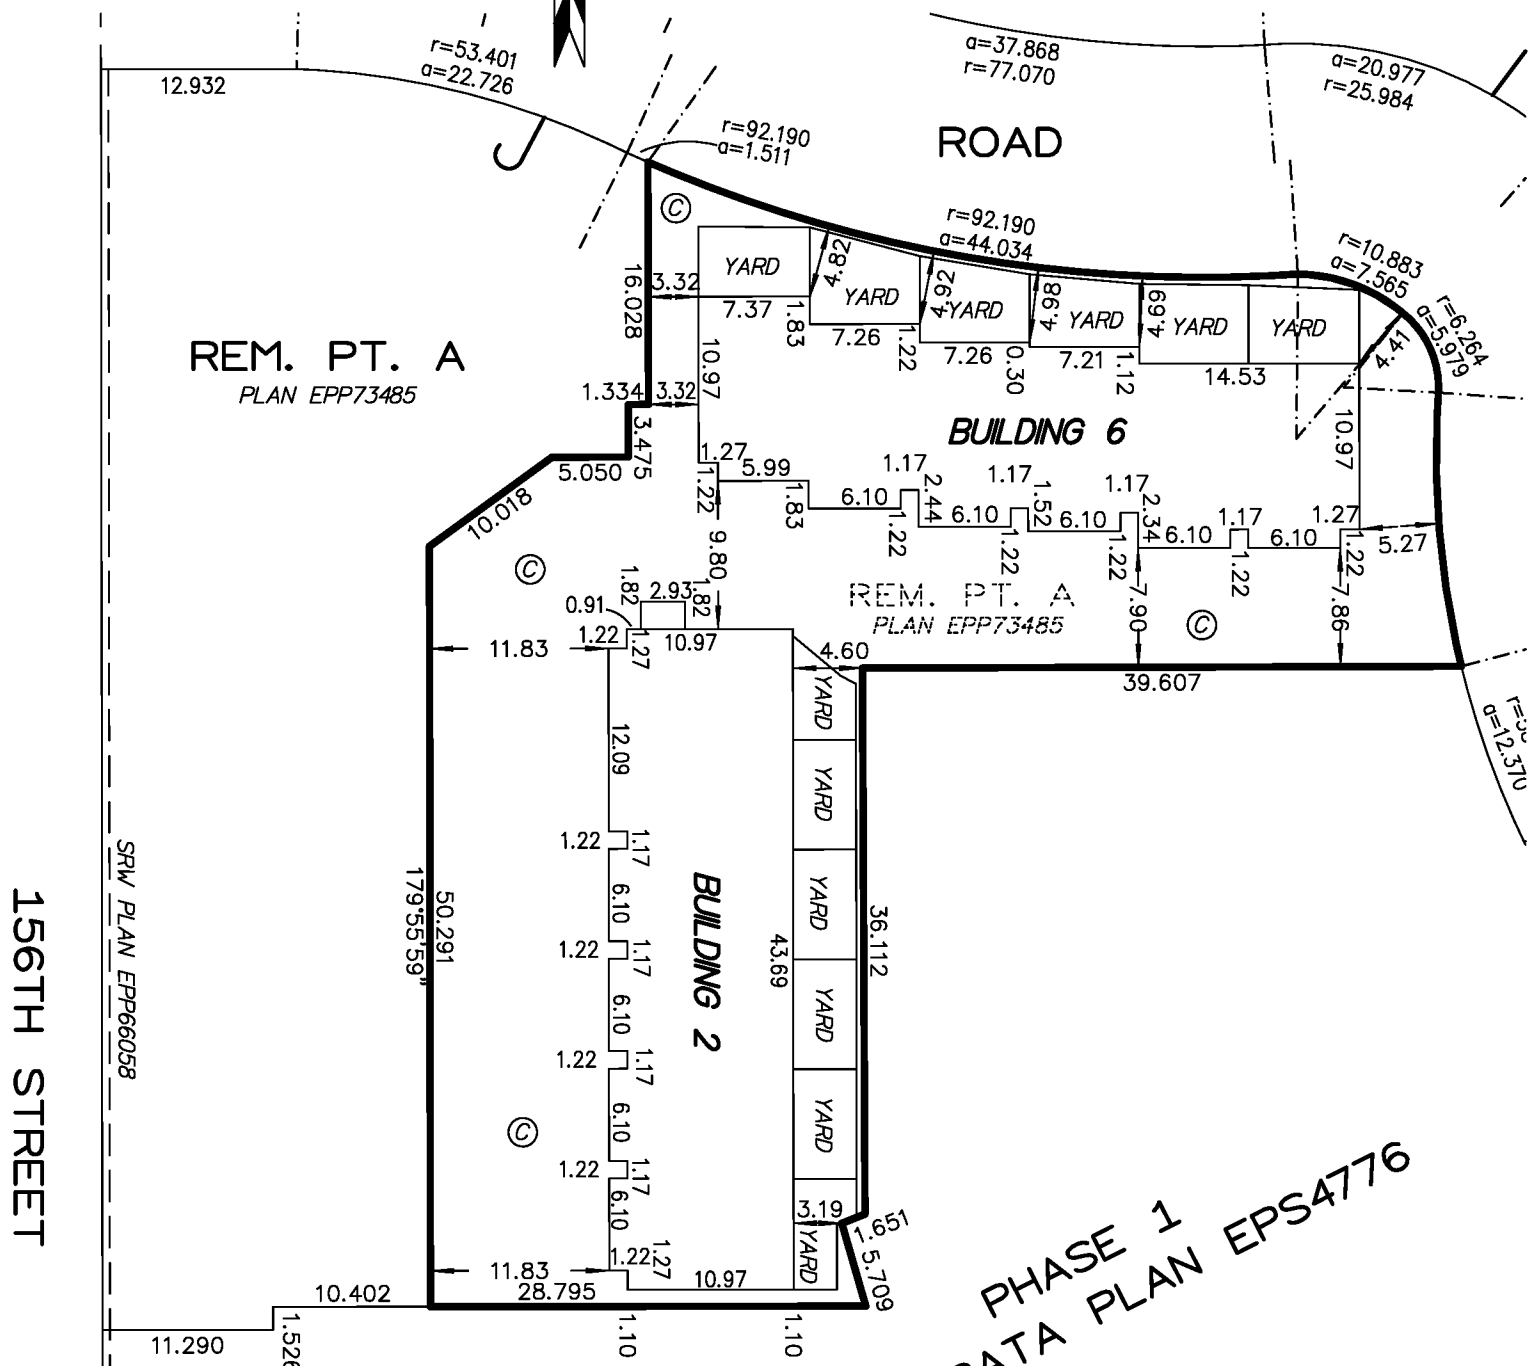 r=53.401
a=22.726
12.932
a=37.868
r=77.070
a=20.977
r=25.984
r=92.190
a=1.511
ROAD
©
r=92.190
a=44.034
r=10.883
a=7.565
r=6.264
a=5.979
16.028
3.32
YARD
7.37
4.82
1.83
YARD
7.26
4.92
1.22
YARD
7.26
4.98
0.30
YARD
7.21
4.69
1.12
YARD
YARD
14.53
4.41
REM. PT. A
PLAN EPP73485
1.334
3.32
10.97
3.475
5.050
10.018
BUILDING 6
10.97
1.27
1.22
5.99
1.83
6.10
1.17
2.44
1.22
6.10
1.17
1.52
1.22
6.10
1.17
2.34
1.22
6.10
1.17
1.22
6.10
1.27
1.22
5.27
9.80
©
REM. PT. A
PLAN EPP73485
7.90
©
7.86
0.91
1.82
2.93
1.82
1.22
1.27
10.97
11.83
4.60
39.607
YARD
a=12.370
12.09
YARD
1.22
1.17
SRW PLAN EPP66058
156TH STREET
50.291
179°55'59"
6.10
BUILDING 2
43.69
YARD
36.112
1.22
1.17
6.10
YARD
1.22
1.17
6.10
YARD
©
1.22
1.17
6.10
3.19
YARD
1.651
5.709
11.83
1.22
1.27
10.97
28.795
10.402
11.290
1.526
1.10
1.10
PHASE 1
PLAN EPS4776